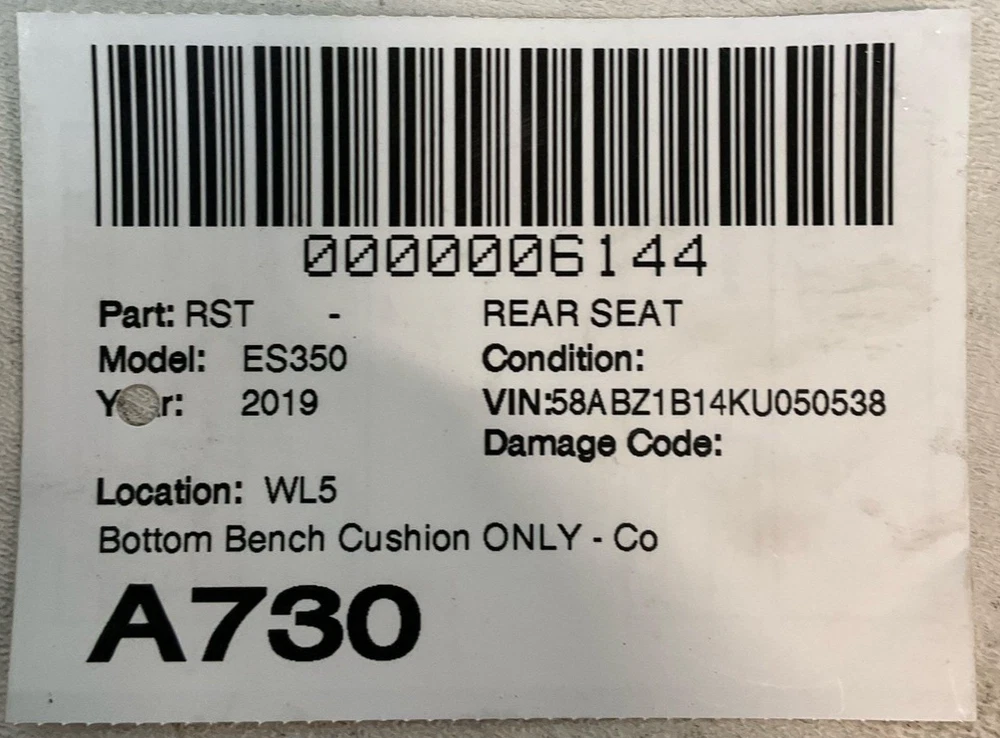 0000006144
Part: RST - REAR SEAT
Model: ES350 Condition:
Year: 2019 VIN:58ABZ1B14KU050538
Damage Code:
Location: WL5
Bottom Bench Cushion ONLY - Co
A730